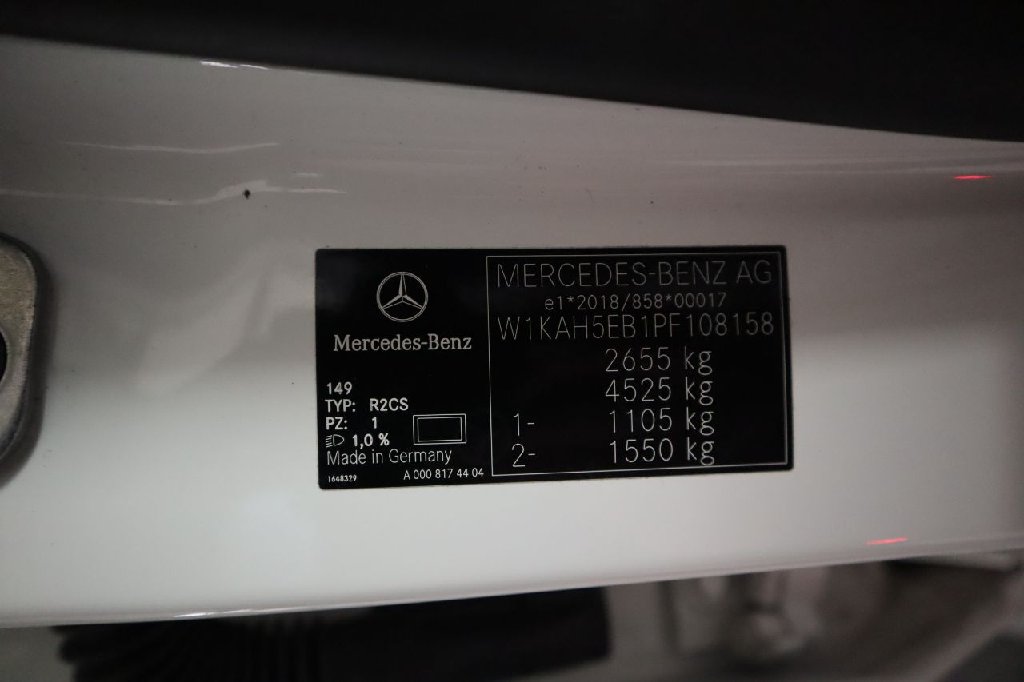 Mercedes-Benz
149
TYP: R2CS
PZ: 1
1,0 %
Made in Germany
1648329 A 000 817 44 04
MERCEDES-BENZ AG
e1*2018/858*00017
W1KAH5EB1PF108158
2655 kg
4525 kg
1- 1105 kg
2- 1550 kg